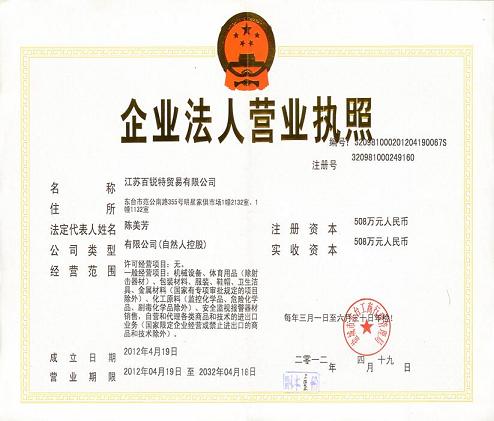 企业法人营业执照
编号：320981000201204190067S
注册号 320981000249160
名称 江苏百锐特贸易有限公司
住所 东台市范公南路355号明星家俱市场1幢2132室、1
幢1132室
法定代表人姓名 陈美芳
注册资本 508万元人民币
公司类型 有限公司(自然人控股)
实收资本 508万元人民币
经营范围 许可经营项目：无。
一般经营项目：机械设备、体育用品（除射
击器材）、包装材料、服装、鞋帽、卫生洁
具、金属材料（国家有专项审批规定的项目
除外）、化工原料（监控化学品、危险化学
品、剧毒化学品除外）、安全监视报警器材
销售，自营和代理各类商品和技术的进出口
业务（国家限定企业经营或禁止进出口的商
品和技术除外）。
每年三月一日至六月三十日年检！
成立日期 2012年4月19日
营业期限 2012年04月19日 至 2032年04月18日
二〇一二年 四月 十九日